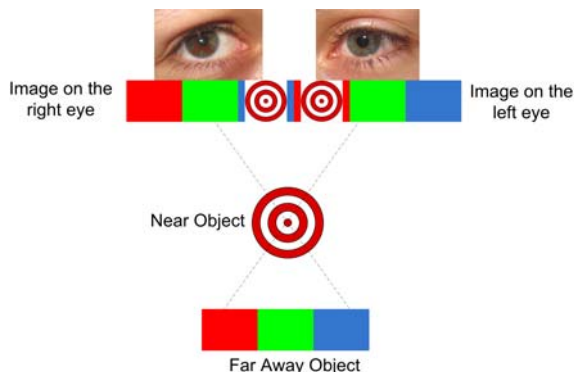 Image on the
right eye
Image on the
left eye
Near Object
Far Away Object